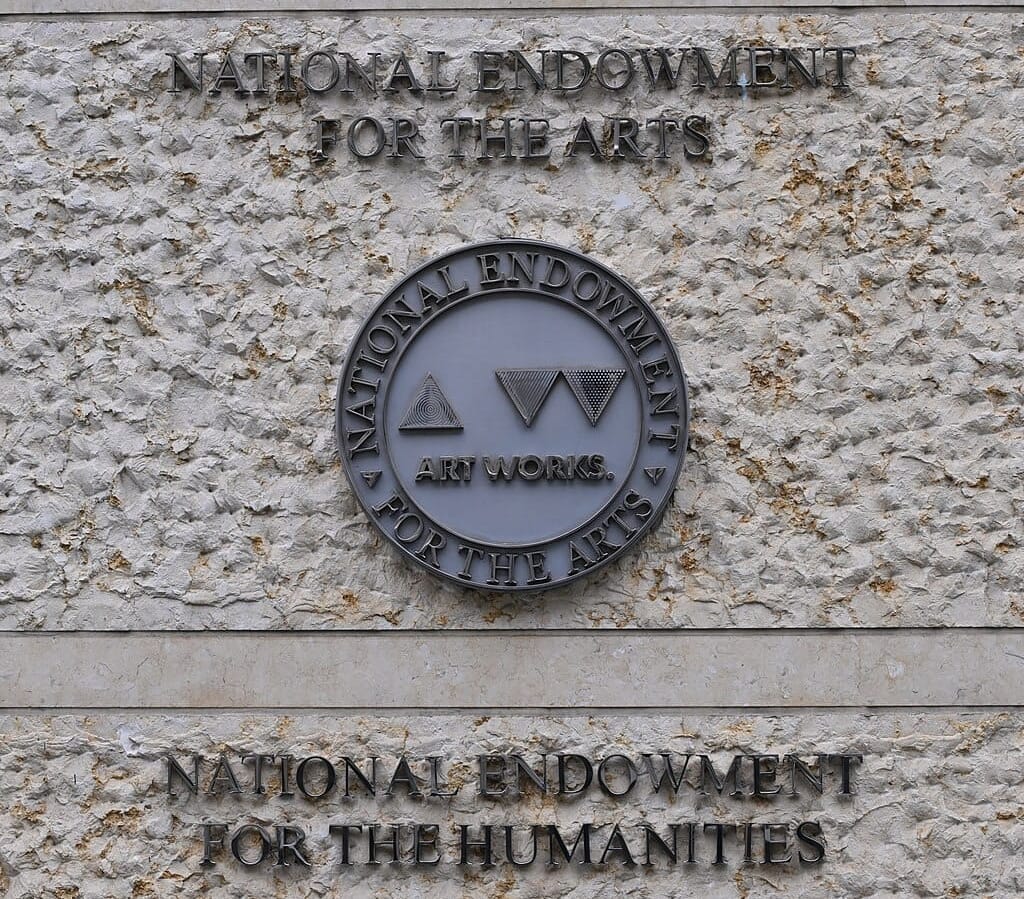 NATIONAL ENDOWMENT
FOR THE ARTS
NATIONAL ENDOWMENT
FOR THE ARTS
ART WORKS.
NATIONAL ENDOWMENT
FOR THE HUMANITIES